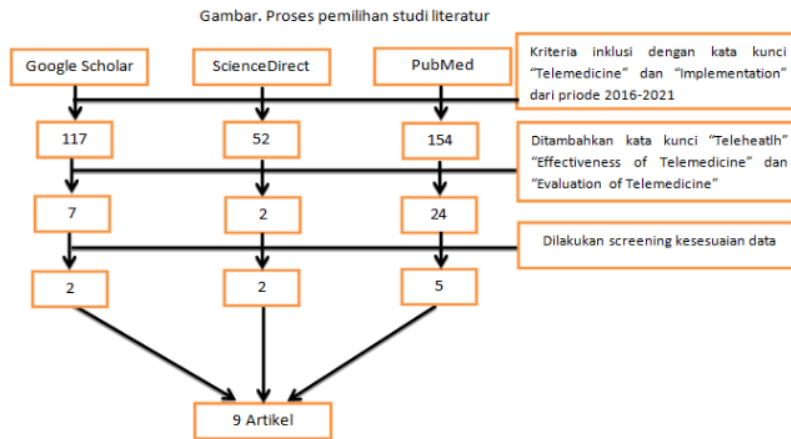 Gambar. Proses pemilihan studi literatur
Google Scholar
ScienceDirect
PubMed
Kriteria inklusi dengan kata kunci
“Telemedicine” dan “Implementation”
dari priode 2016-2021
117
52
154
Ditambahkan kata kunci “Teleheatlh”
“Effectiveness of Telemedicine” dan
“Evaluation of Telemedicine”
7
2
24
Dilakukan screening kesesuaian data
2
2
5
9 Artikel